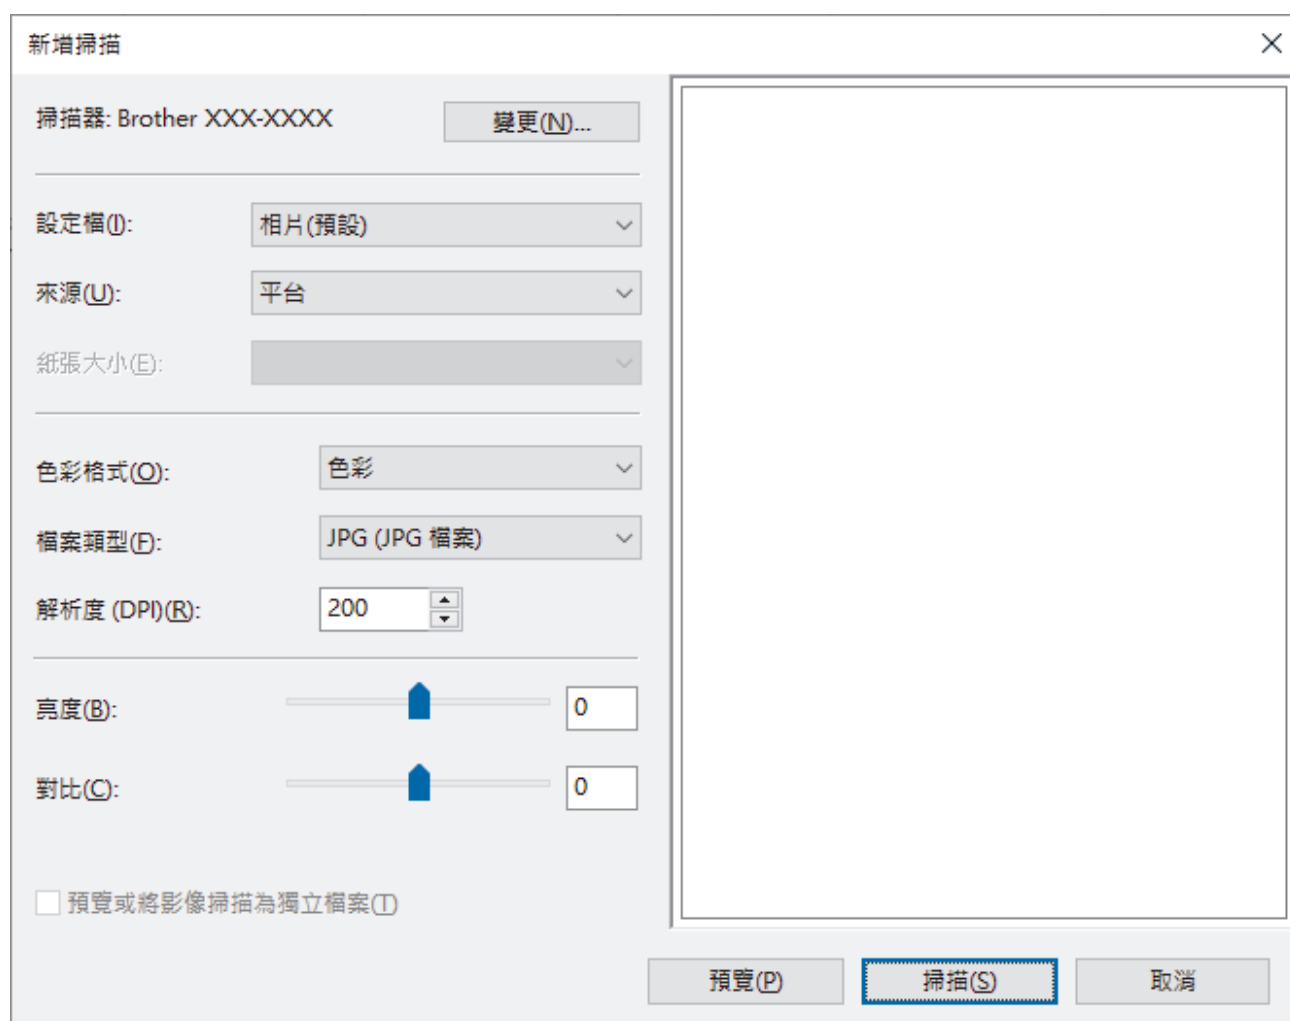 新增掃描
掃描器: Brother XXX-XXXX 變更(N)...
設定檔(I): 相片(預設)
來源(U): 平台
紙張大小(E):
色彩格式(O): 色彩
檔案類型(F): JPG (JPG 檔案)
解析度 (DPI)(R): 200
亮度(B): 0
對比(C): 0
預覽或將影像掃描為獨立檔案(T)
預覽(P) 掃描(S) 取消